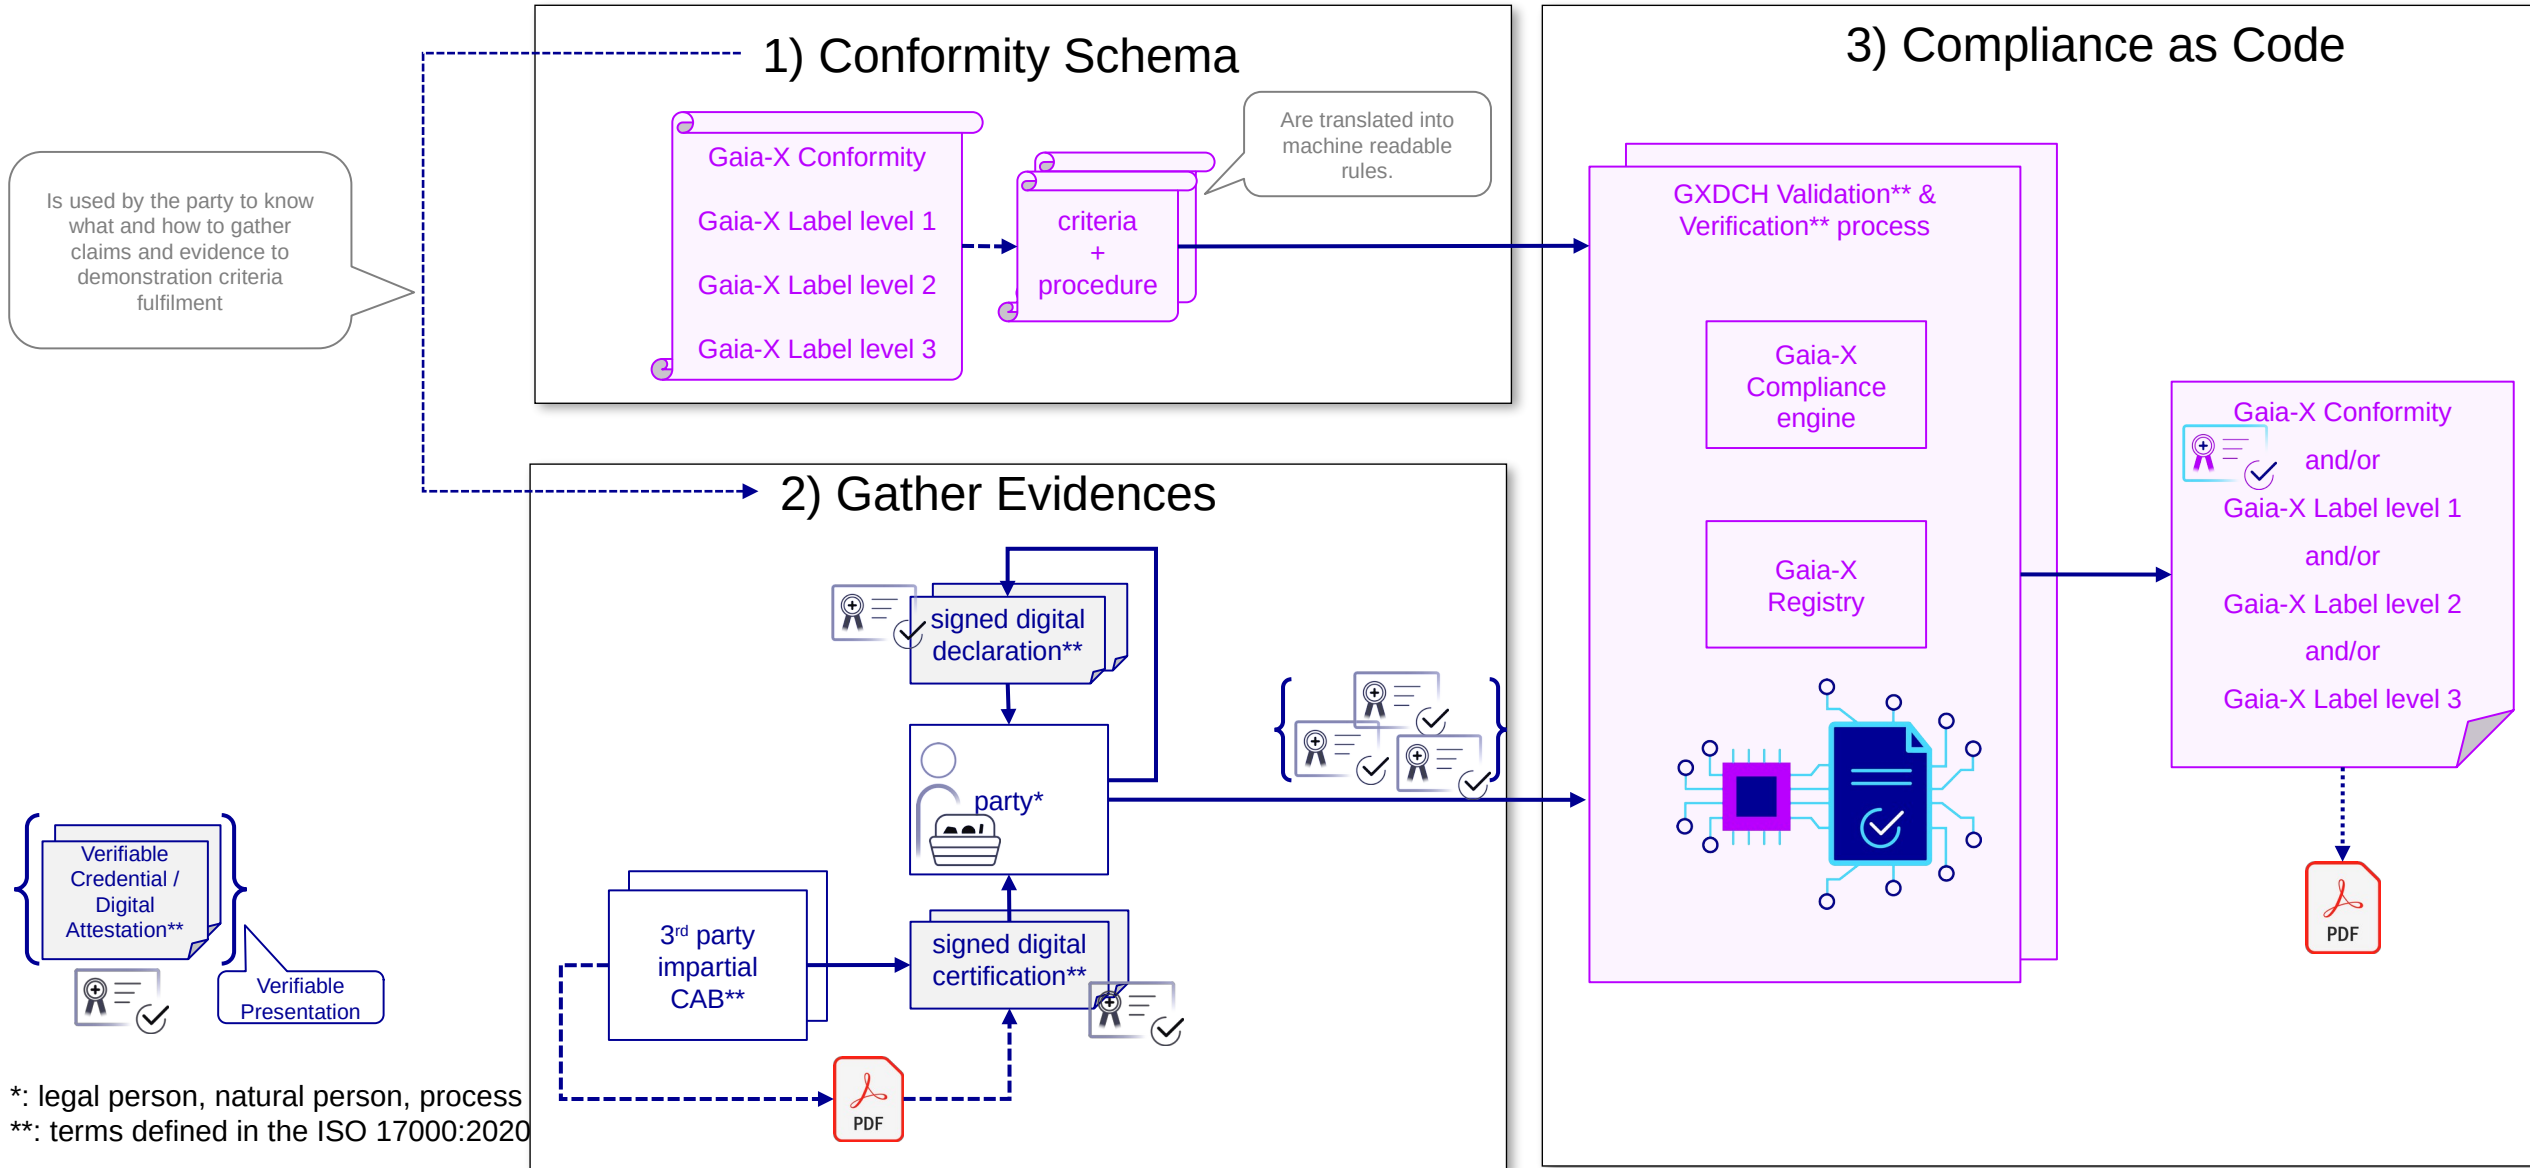 1) Conformity Schema
Gaia-X Conformity
Gaia-X Label level 1
Gaia-X Label level 2
Gaia-X Label level 3
criteria
+
procedure
Are translated into
machine readable
rules.
Is used by the party to know
what and how to gather
claims and evidence to
demonstration criteria
fulfilment
2) Gather Evidences
signed digital
declaration**
party*
3rd party
impartial
CAB**
signed digital
certification**
PDF
Verifiable
Credential /
Digital
Attestation**
Verifiable
Presentation
*: legal person, natural person, process
**: terms defined in the ISO 17000:2020
3) Compliance as Code
GXDCH Validation** &
Verification** process
Gaia-X
Compliance
engine
Gaia-X
Registry
Gaia-X Conformity
and/or
Gaia-X Label level 1
and/or
Gaia-X Label level 2
and/or
Gaia-X Label level 3
PDF